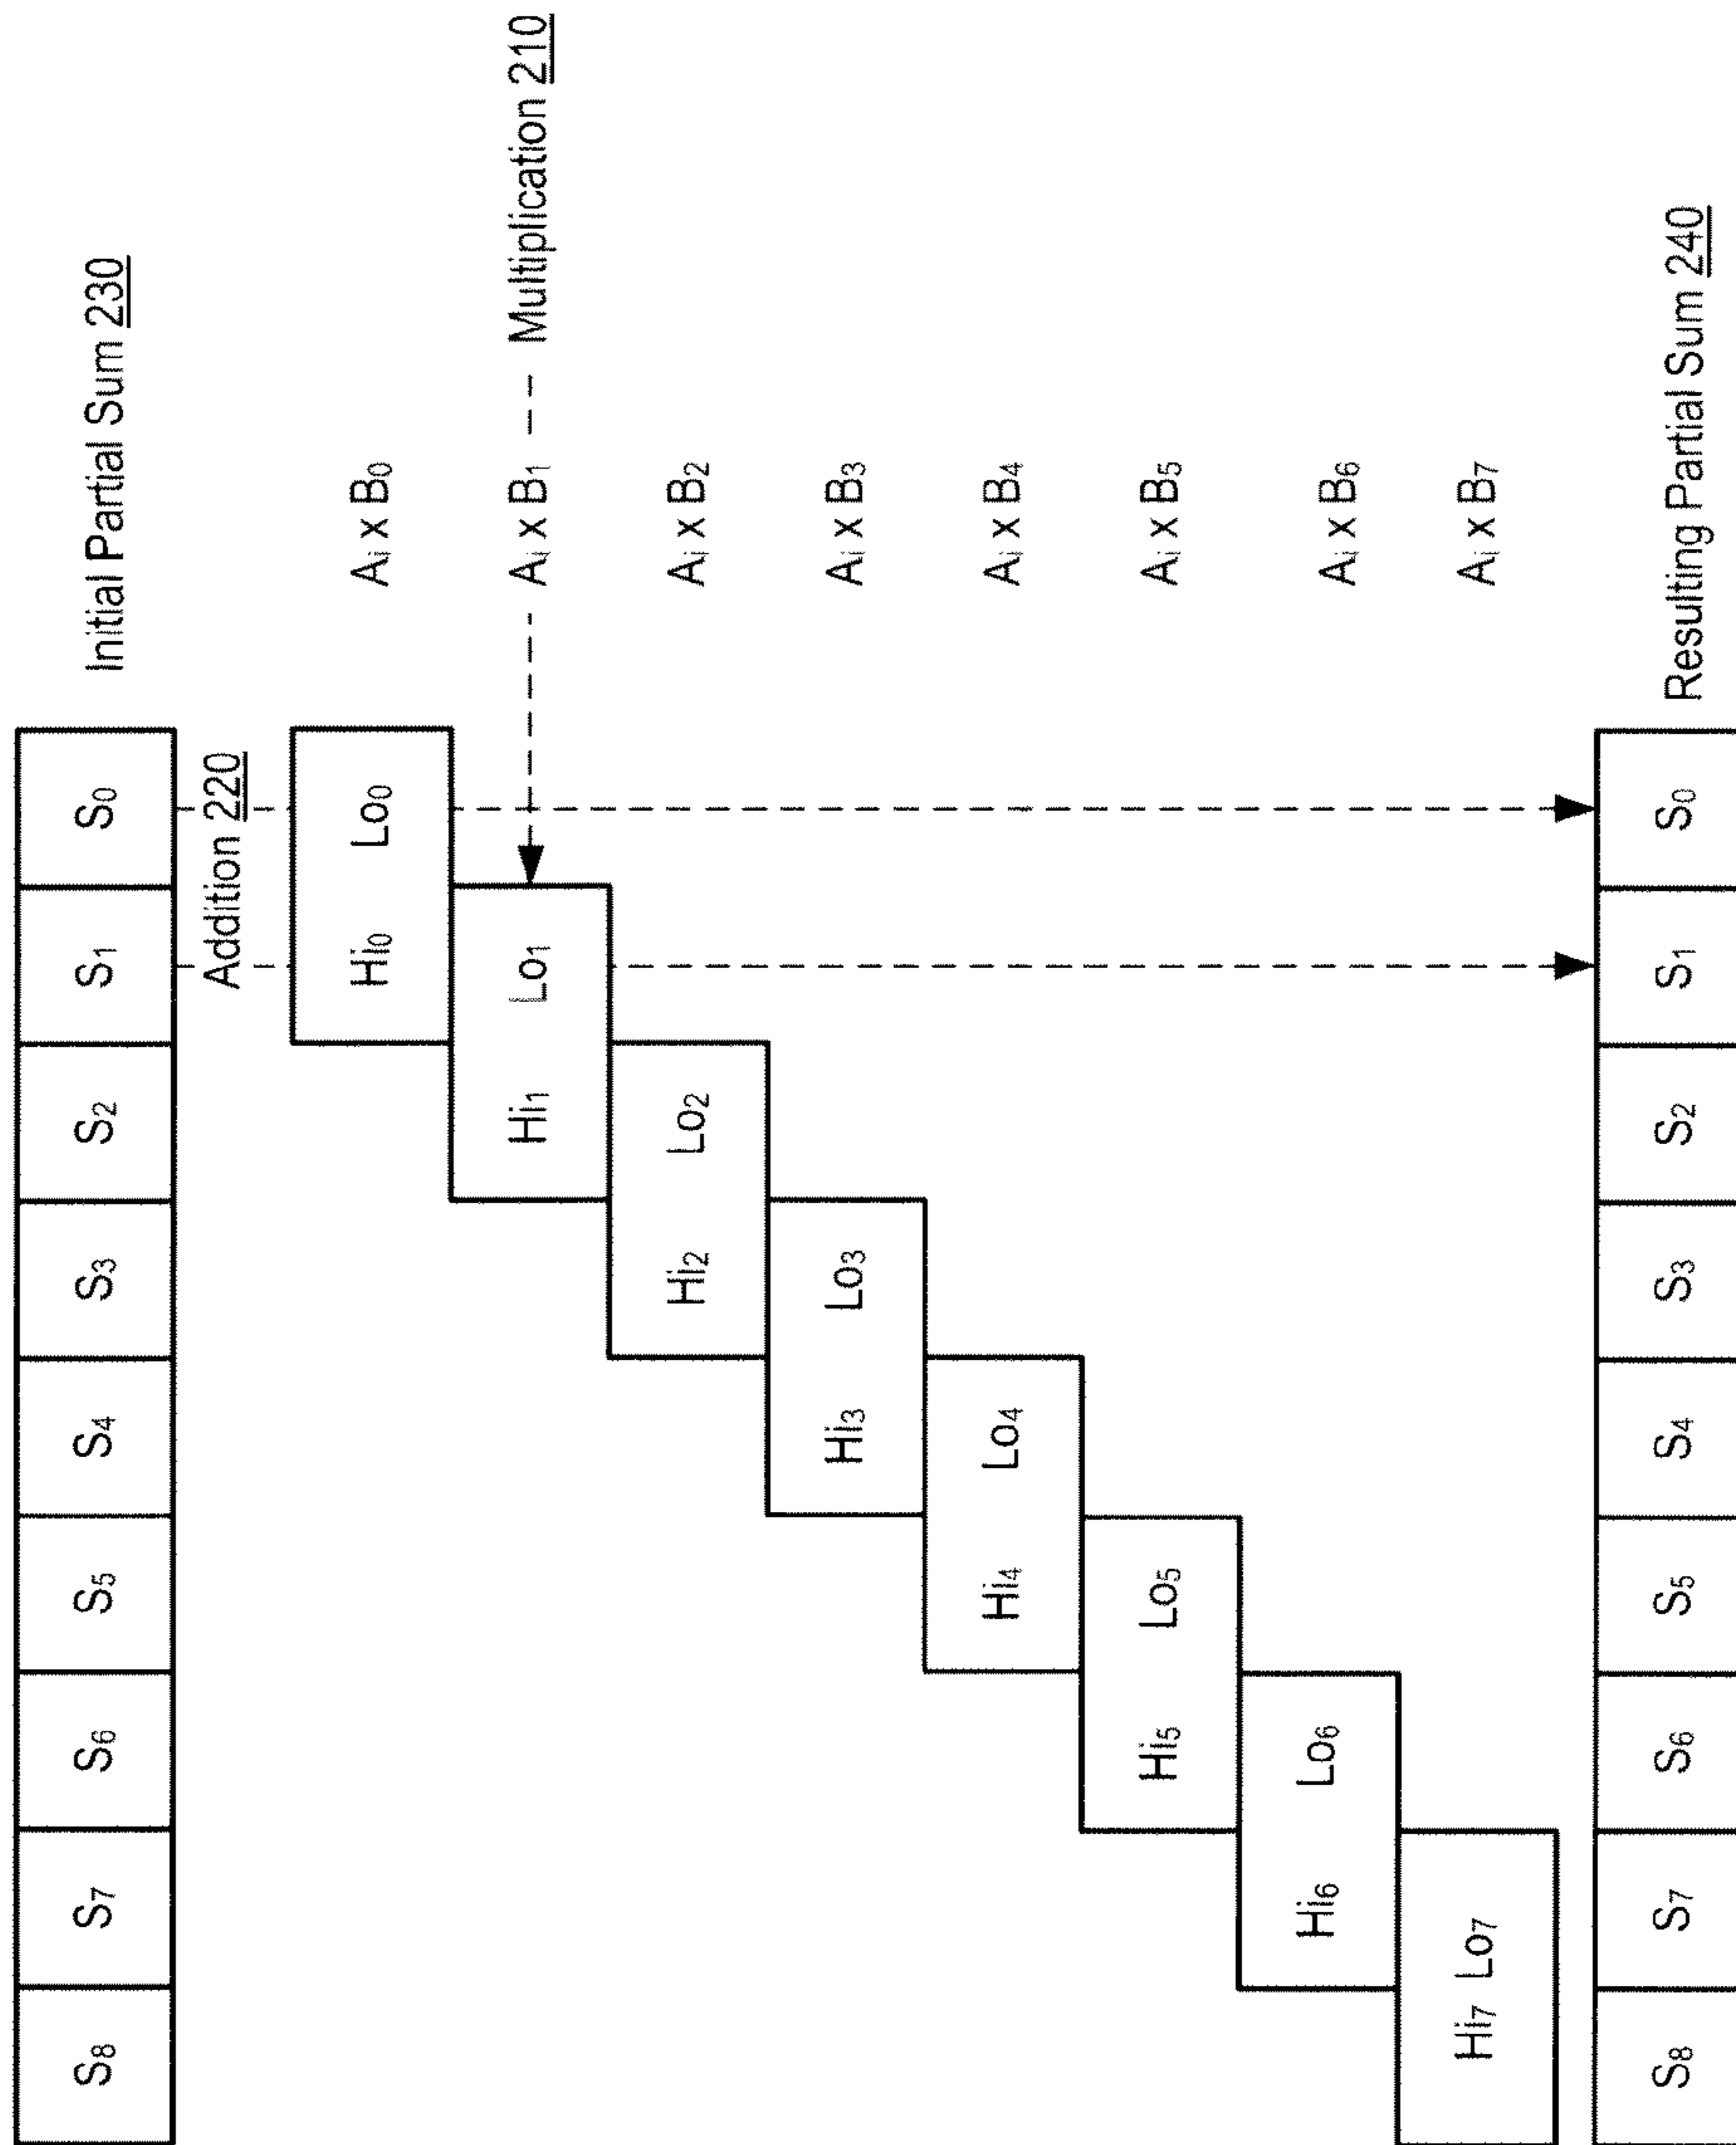 Initial Partial Sum 230
S8 S7 S6 S5 S4 S3 S2 S1 S0
Addition 220
Hi0 Lo0 Ai x B0
Hi1 Lo1 Ai x B1 Multiplication 210
Hi2 Lo2 Ai x B2
Hi3 Lo3 Ai x B3
Hi4 Lo4 Ai x B4
Hi5 Lo5 Ai x B5
Hi6 Lo6 Ai x B6
Hi7 Lo7 Ai x B7
S8 S7 S6 S5 S4 S3 S2 S1 S0
Resulting Partial Sum 240